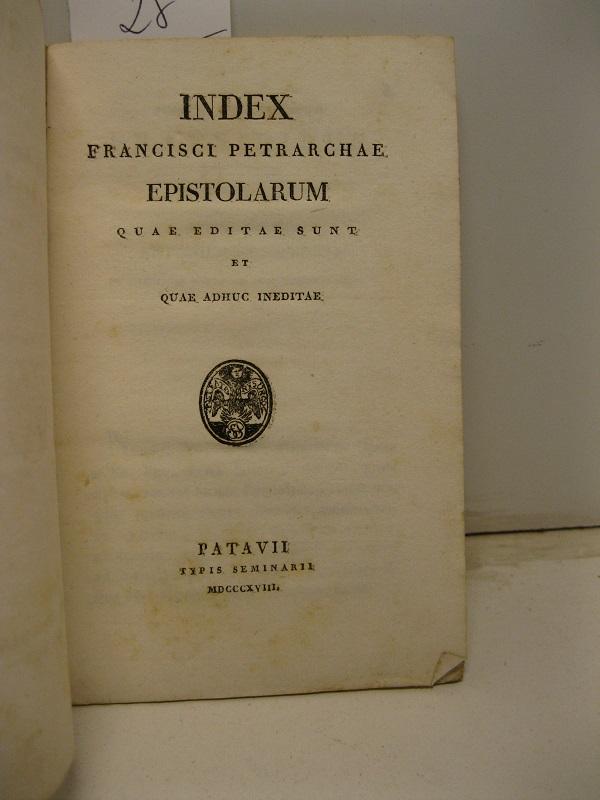 28
INDEX
FRANCISCI PETRARCHAE
EPISTOLARUM
QUAE EDITAE SUNT
ET
QUAE ADHUC INEDITAE
PATAVII
TYPIS SEMINARII
MDCCCXVIII.